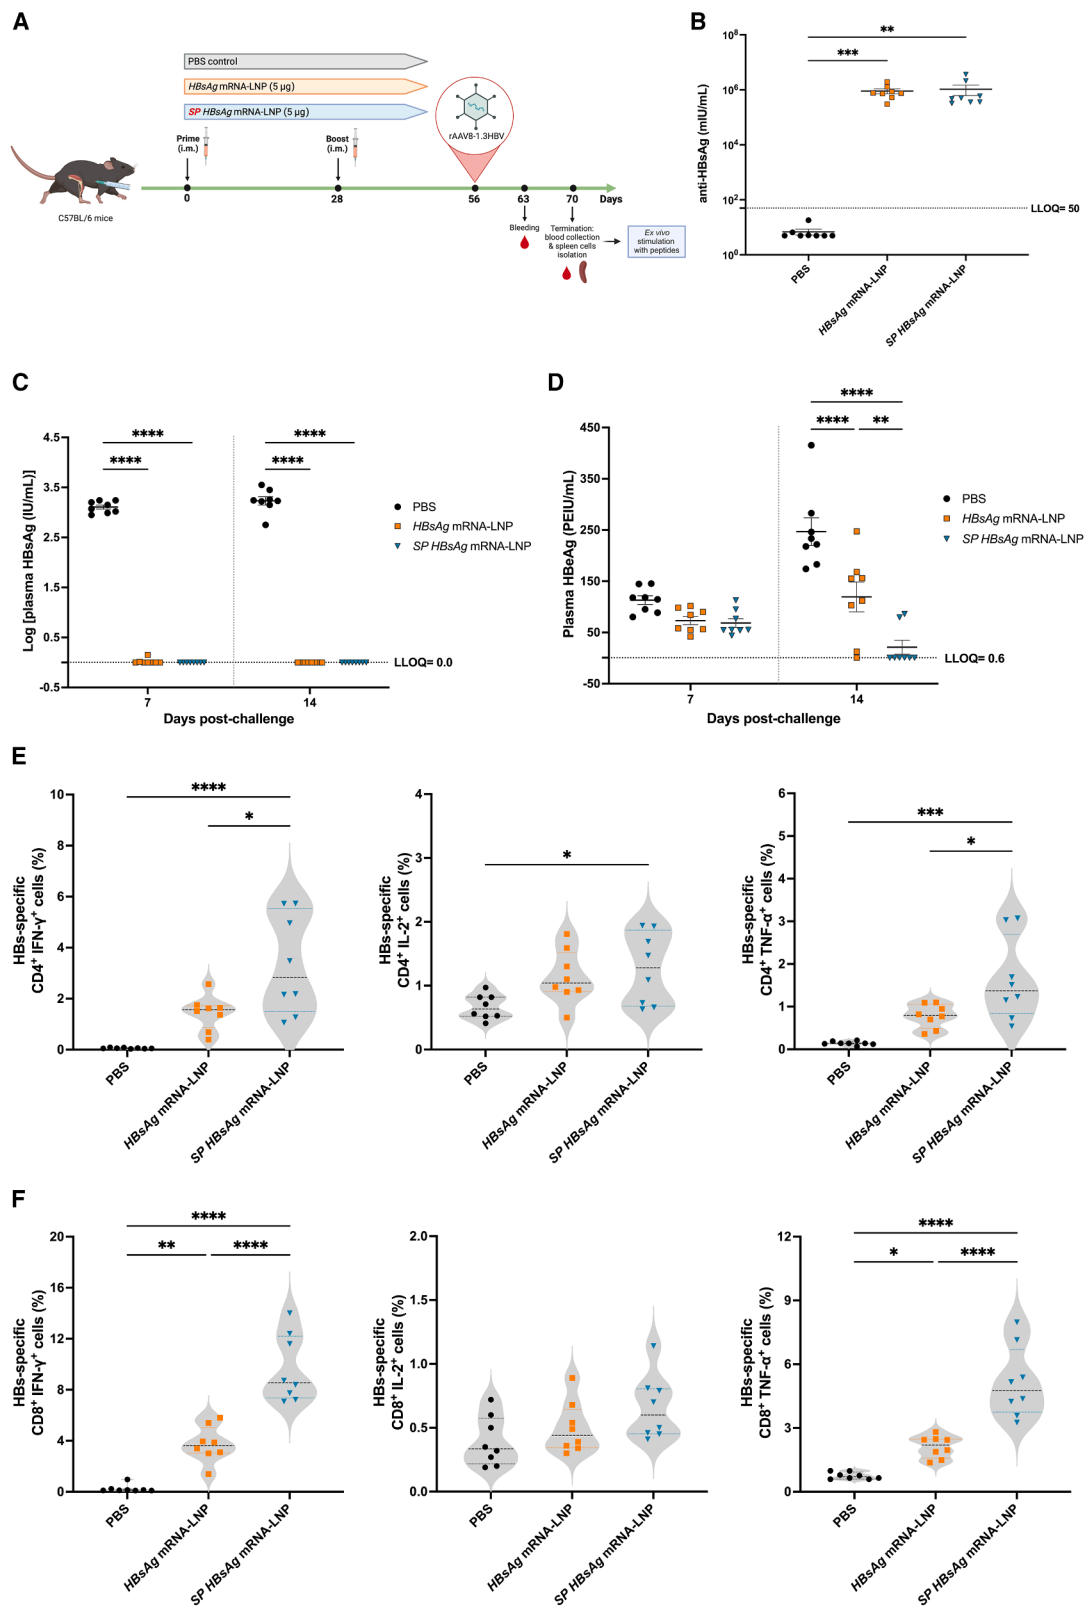 A
PBS control
HBsAg mRNA-LNP (5 µg)
SP HBsAg mRNA-LNP (5 µg)
rAAV8-1.3HBV
Prime
(i.m.)
Boost
(i.m.)
C57BL/6 mice
0
28
56
63
70
Days
Bleeding
Termination:
blood collection
& spleen cells
isolation
Ex vivo
stimulation
with peptides
B
anti-HBsAg (mIU/mL)
10⁸
10⁶
10⁴
10²
10⁰
**
***
LLOQ= 50
PBS
HBsAg mRNA-LNP
SP HBsAg mRNA-LNP
C
Log [plasma HBsAg (IU/mL)]
4.5
3.5
2.5
1.5
0.5
-0.5
****
****
****
****
PBS
HBsAg mRNA-LNP
SP HBsAg mRNA-LNP
LLOQ= 0.0
7
14
Days post-challenge
D
Plasma HBeAg (PEIU/mL)
450
350
250
150
50
-50
****
****
**
PBS
HBsAg mRNA-LNP
SP HBsAg mRNA-LNP
LLOQ= 0.6
7
14
Days post-challenge
E
HBs-specific
CD4⁺ IFN-γ⁺ cells (%)
10
8
6
4
2
0
****
*
PBS
HBsAg mRNA-LNP
SP HBsAg mRNA-LNP
HBs-specific
CD4⁺ IL-2⁺ cells (%)
4
3
2
1
0
*
PBS
HBsAg mRNA-LNP
SP HBsAg mRNA-LNP
HBs-specific
CD4⁺ TNF-α⁺ cells (%)
6
5
4
3
2
1
0
***
*
PBS
HBsAg mRNA-LNP
SP HBsAg mRNA-LNP
F
HBs-specific
CD8⁺ IFN-γ⁺ cells (%)
20
16
12
8
4
0
****
**
****
PBS
HBsAg mRNA-LNP
SP HBsAg mRNA-LNP
HBs-specific
CD8⁺ IL-2⁺ cells (%)
2.0
1.5
1.0
0.5
0.0
PBS
HBsAg mRNA-LNP
SP HBsAg mRNA-LNP
HBs-specific
CD8⁺ TNF-α⁺ cells (%)
12
9
6
3
0
****
*
****
PBS
HBsAg mRNA-LNP
SP HBsAg mRNA-LNP